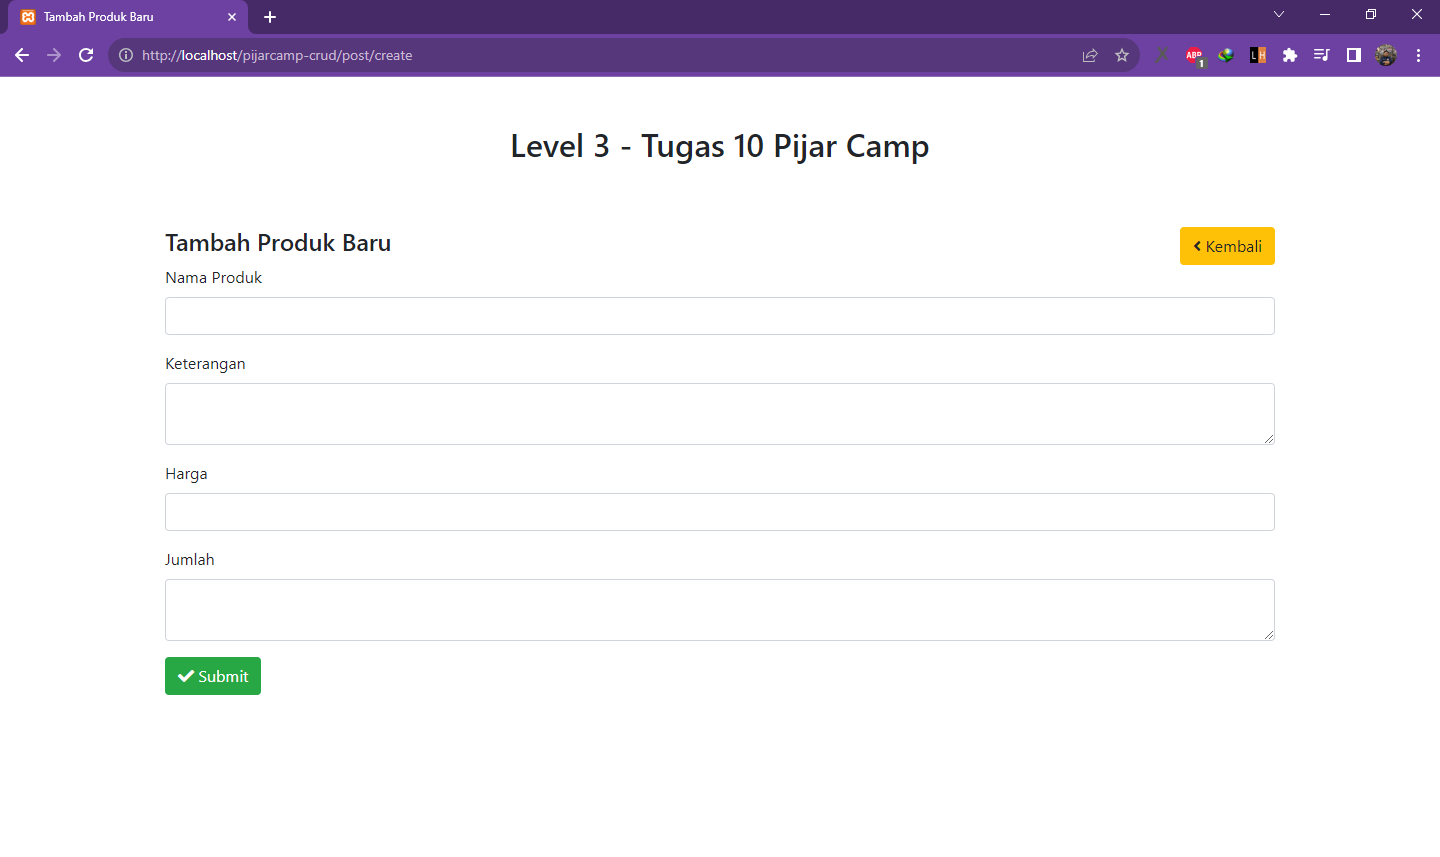 Tambah Produk Baru
http://localhost/pijarcamp-crud/post/create
ABP
1
L H
Level 3 - Tugas 10 Pijar Camp
Tambah Produk Baru
Kembali
Nama Produk
Keterangan
Harga
Jumlah
Submit